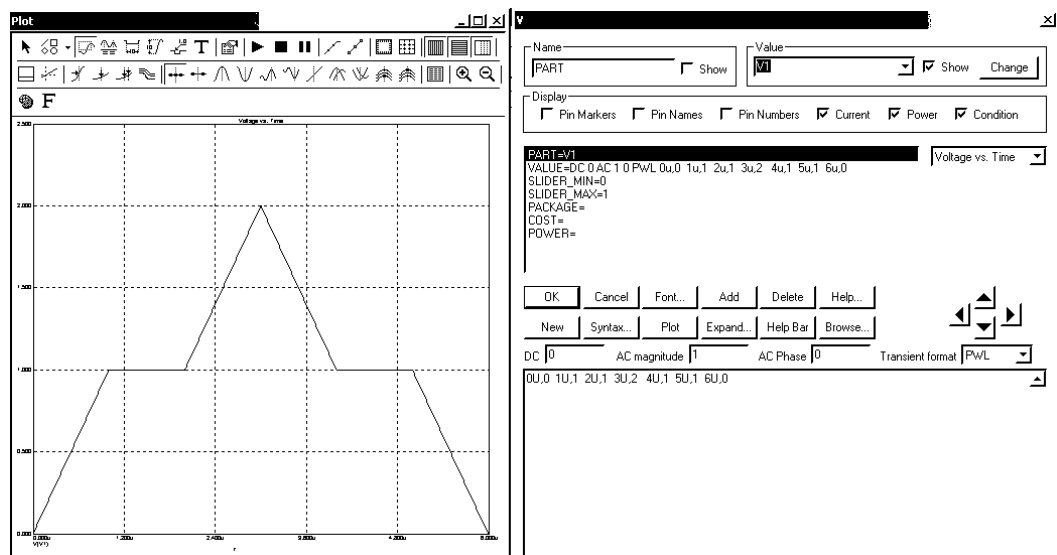 Plot
T
F
Voltage vs. Time
2.500
2.000
1.500
1.000
0.500
0.000
0.000u 1.200u 2.400u 4.800u
V(V1)
T
V
Name
PART
Show
Value
V1
Show
Change
Display
Pin Markers Pin Names Pin Numbers Current Power Condition
PART=V1
Voltage vs. Time
VALUE=DC 0 AC 1 0 PWL 0u,0 1u,1 2u,1 3u,2 4u,1 5u,1 6u,0
SLIDER_MIN=0
SLIDER_MAX=1
PACKAGE=
COST=
POWER=
OK Cancel Font... Add Delete Help...
New Syntax... Plot Expand... Help Bar Browse...
DC 0 AC magnitude 1 AC Phase 0 Transient format PWL
0U,0 1U,1 2U,1 3U,2 4U,1 5U,1 6U,0